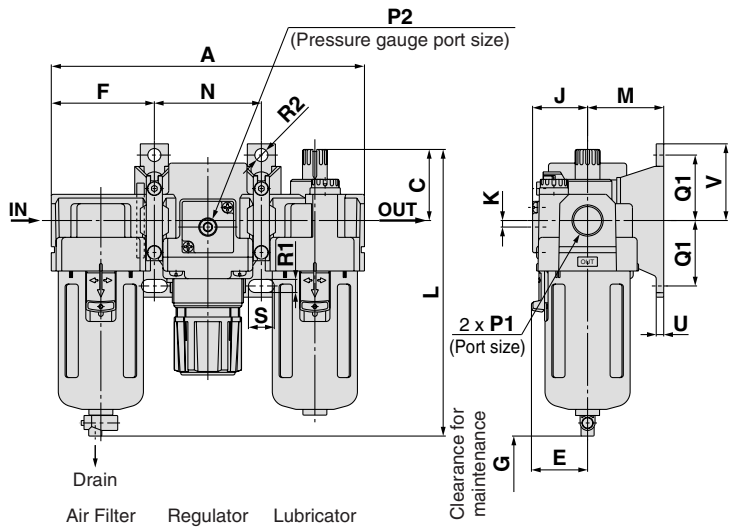 P2
(Pressure gauge port size)
A
F
N
R2
J
M
C
K
Q1
V
IN
OUT
R1
Q1
L
S
OUT
2 x P1
(Port size)
U
Clearance for
maintenance
G
E
Drain
Air Filter
Regulator
Lubricator